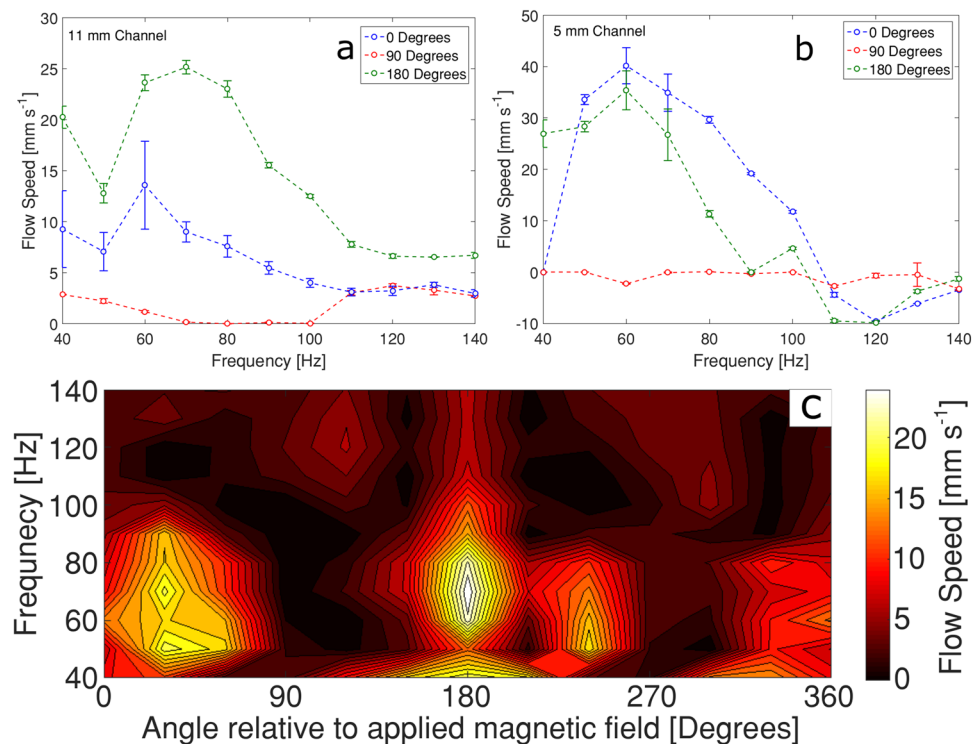 11 mm Channel
a
0 Degrees
90 Degrees
180 Degrees
30
25
20
15
10
5
0
Flow Speed [mm s⁻¹]
40 60 80 100 120 140
Frequency [Hz]
5 mm Channel
b
0 Degrees
90 Degrees
180 Degrees
50
40
30
20
10
0
-10
Flow Speed [mm s⁻¹]
40 60 80 100 120 140
Frequency [Hz]
c
140
120
100
80
60
40
Frequnecy [Hz]
0 90 180 270 360
Angle relative to applied magnetic field [Degrees]
20
15
10
5
0
Flow Speed [mm s⁻¹]